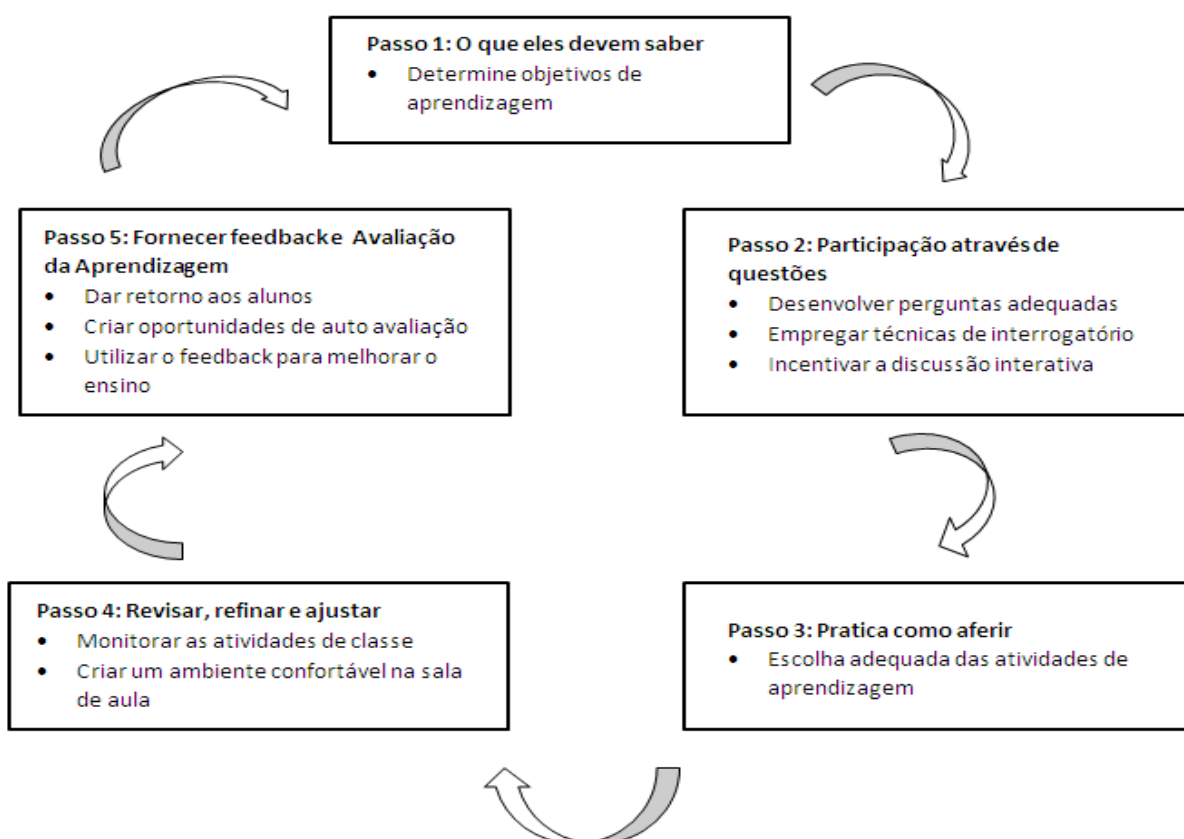 Passo 1: O que eles devem saber
• Determine objetivos de
aprendizagem
Passo 2: Participação através de
questões
• Desenvolver perguntas adequadas
• Empregar técnicas de interrogatório
• Incentivar a discussão interativa
Passo 3: Pratica como aferir
• Escolha adequada das atividades de
aprendizagem
Passo 4: Revisar, refinar e ajustar
• Monitorar as atividades de classe
• Criar um ambiente confortável na sala
de aula
Passo 5: Fornecer feedback e Avaliação
da Aprendizagem
• Dar retorno aos alunos
• Criar oportunidades de auto avaliação
• Utilizar o feedback para melhorar o
ensino